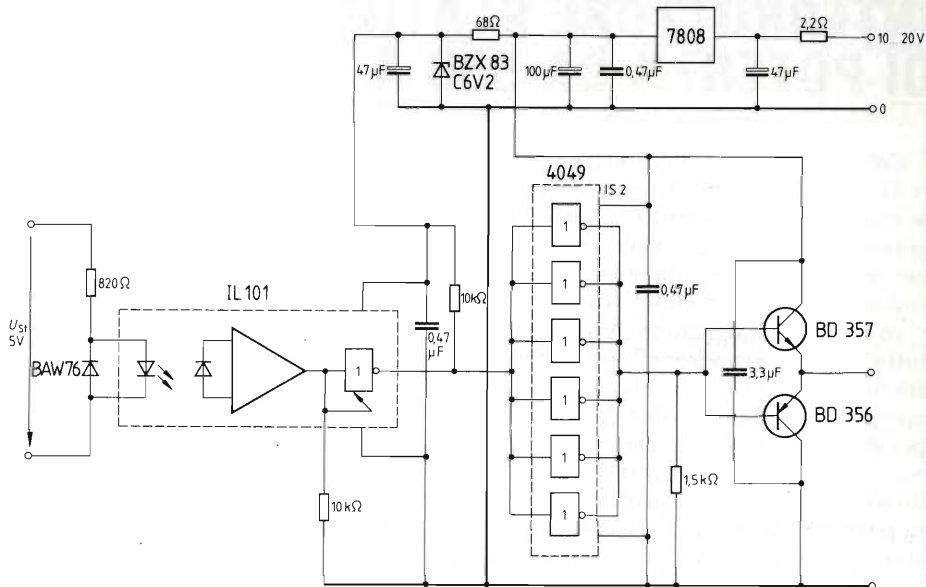 68Ω
7808
2,2Ω
10...20V
47µF
BZX 83
C6V2
100µF
0,47µF
47µF
0
4049
IS 2
1
1
1
1
1
1
820Ω
IL 101
10kΩ
0,47
µF
U St
5V
BAW76
1
10kΩ
0,47µF
BD 357
3,3µF
BD 356
1,5kΩ